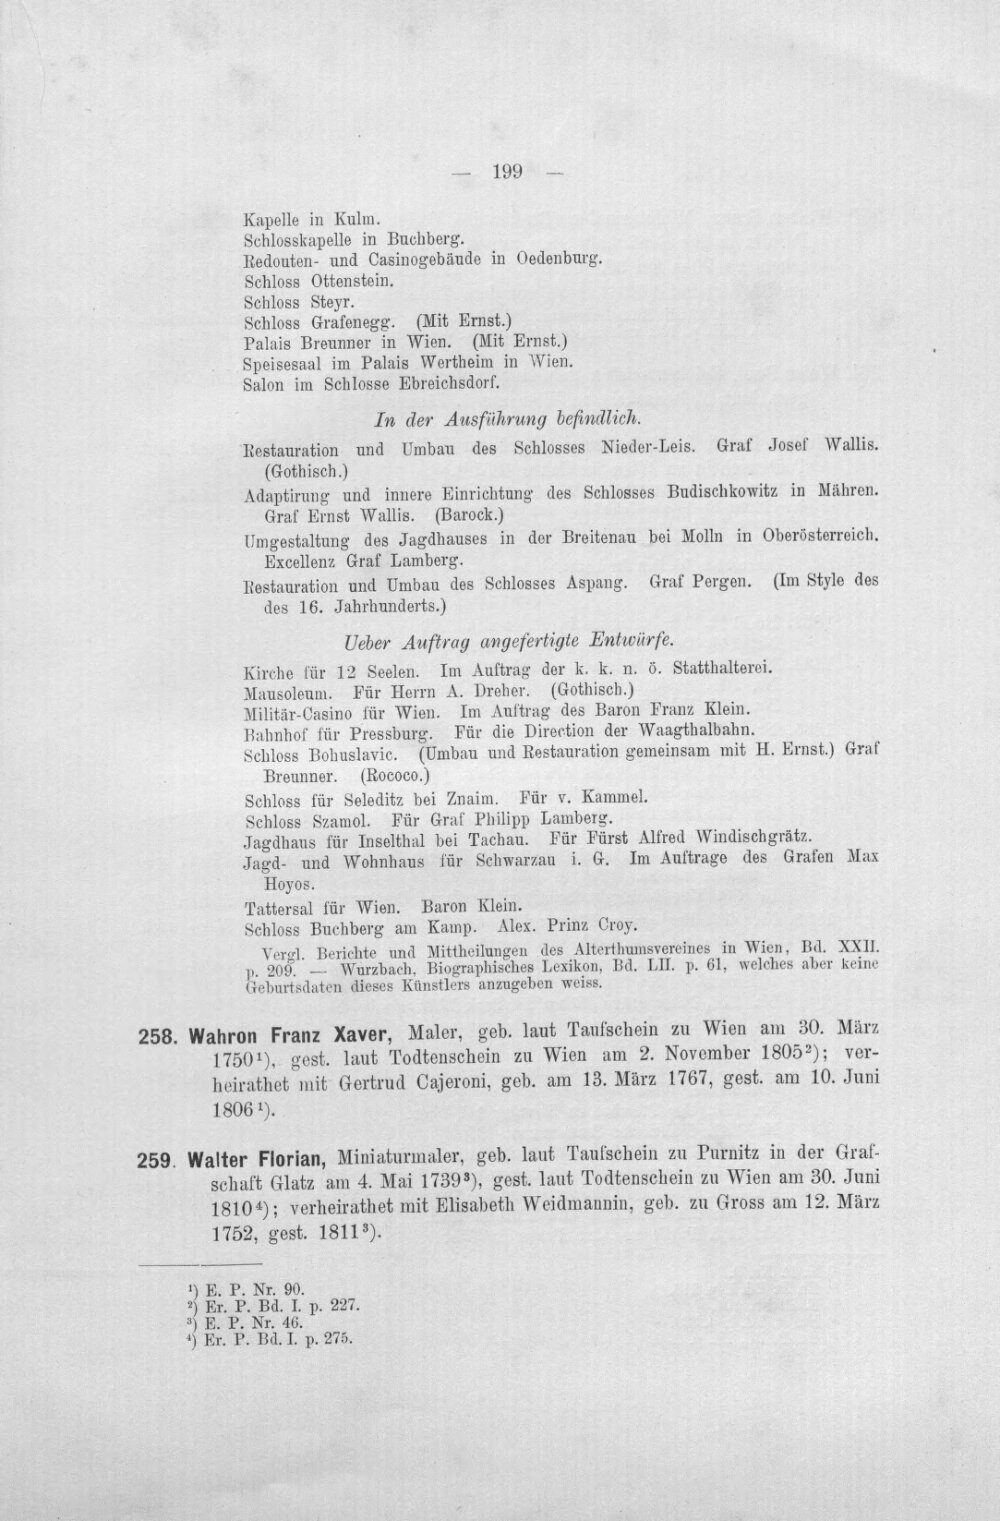 — 199 —
Kapelle in Kulm.
Schlosskapelle in Buchberg.
Redouten- und Casinogebäude in Oedenburg.
Schloss Ottenstein.
Schloss Steyr.
Schloss Grafenegg. (Mit Ernst.)
Palais Breunner in Wien. (Mit Ernst.)
Speisesaal im Palais Wertheim in Wien.
Salon im Schlosse Ebreichsdorf.
In der Ausführung befindlich.
Restauration und Umbau des Schlosses Nieder-Leis. Graf Josef Wallis.
(Gothisch.)
Adaptirung und innere Einrichtung des Schlosses Budischkowitz in Mähren.
Graf Ernst Wallis. (Barock.)
Umgestaltung des Jagdhauses in der Breitenau bei Molln in Oberösterreich.
Excellenz Graf Lamberg.
Restauration und Umbau des Schlosses Aspang. Graf Pergen. (Im Style des
des 16. Jahrhunderts.)
Ueber Auftrag angefertigte Entwürfe.
Kirche für 12 Seelen. Im Auftrag der k. k. n. ö. Statthalterei.
Mausoleum. Für Herrn A. Dreher. (Gothisch.)
Militär-Casino für Wien. Im Auftrag des Baron Franz Klein.
Bahnhof für Pressburg. Für die Direction der Waagthalbahn.
Schloss Bohuslavic. (Umbau und Restauration gemeinsam mit H. Ernst.) Graf
Breunner. (Rococo.)
Schloss für Seleditz bei Znaim. Für v. Kammel.
Schloss Szamol. Für Graf Philipp Lamberg.
Jagdhaus für Inselthal bei Tachau. Für Fürst Alfred Windischgrätz.
Jagd- und Wohnhaus für Schwarzau i. G. Im Auftrage des Grafen Max
Hoyos.
Tattersal für Wien. Baron Klein.
Schloss Buchberg am Kamp. Alex. Prinz Croy.
Vergl. Berichte und Mittheilungen des Alterthumsvereines in Wien, Bd. XXII.
p. 209. — Wurzbach, Biographisches Lexikon, Bd. LII. p. 61, welches aber keine
Geburtsdaten dieses Künstlers anzugeben weiss.
258. Wahron Franz Xaver, Maler, geb. laut Taufschein zu Wien am 30. März
1750¹), gest. laut Todtenschein zu Wien am 2. November 1805²); ver-
heirathet mit Gertrud Cajeroni, geb. am 13. März 1767, gest. am 10. Juni
1806¹).
259. Walter Florian, Miniaturmaler, geb. laut Taufschein zu Purnitz in der Graf-
schaft Glatz am 4. Mai 1739³), gest. laut Todtenschein zu Wien am 30. Juni
1810⁴); verheirathet mit Elisabeth Weidmannin, geb. zu Gross am 12. März
1752, gest. 1811³).
¹) E. P. Nr. 90.
²) Er. P. Bd. I. p. 227.
³) E. P. Nr. 46.
⁴) Er. P. Bd. I. p. 275.